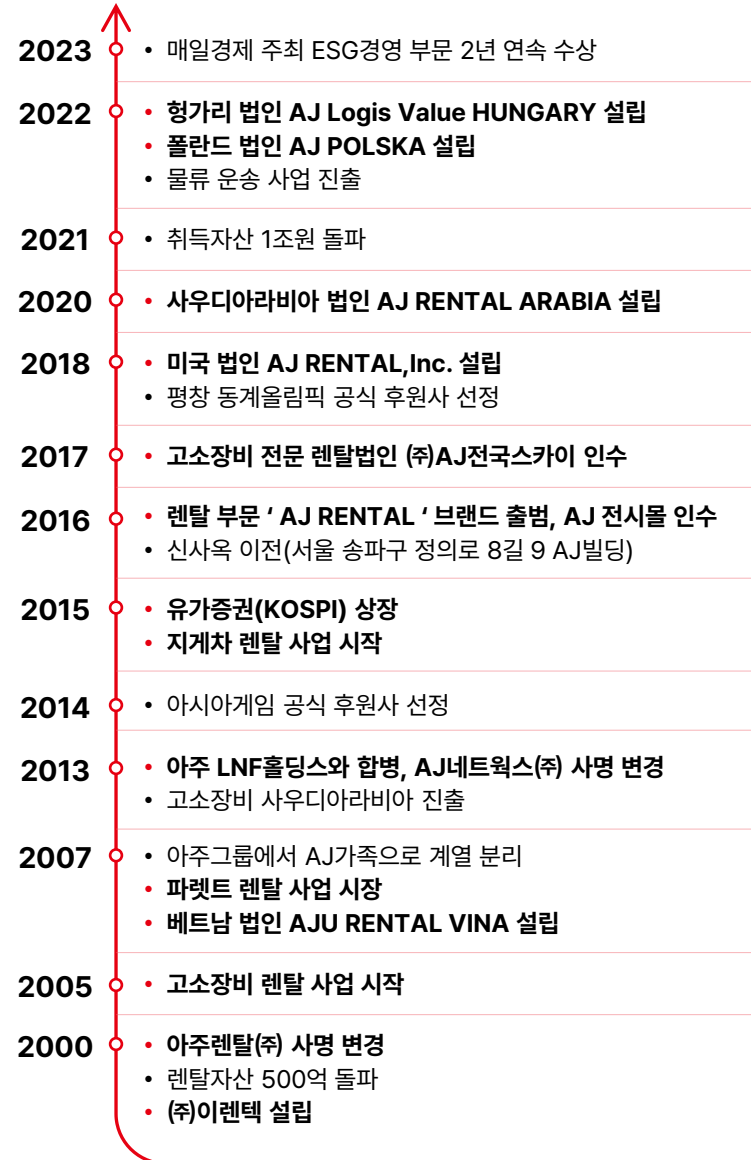 2023
• 매일경제 주최 ESG경영 부문 2년 연속 수상
2022
• 헝가리 법인 AJ Logis Value HUNGARY 설립
• 폴란드 법인 AJ POLSKA 설립
• 물류 운송 사업 진출
2021
• 취득자산 1조원 돌파
2020
• 사우디아라비아 법인 AJ RENTAL ARABIA 설립
2018
• 미국 법인 AJ RENTAL,Inc. 설립
• 평창 동계올림픽 공식 후원사 선정
2017
• 고소장비 전문 렌탈법인 ㈜AJ전국스카이 인수
2016
• 렌탈 부문 ‘ AJ RENTAL ‘ 브랜드 출범, AJ 전시몰 인수
• 신사옥 이전(서울 송파구 정의로 8길 9 AJ빌딩)
2015
• 유가증권(KOSPI) 상장
• 지게차 렌탈 사업 시작
2014
• 아시아게임 공식 후원사 선정
2013
• 아주 LNF홀딩스와 합병, AJ네트웍스㈜ 사명 변경
• 고소장비 사우디아라비아 진출
2007
• 아주그룹에서 AJ가족으로 계열 분리
• 파렛트 렌탈 사업 시장
• 베트남 법인 AJU RENTAL VINA 설립
2005
• 고소장비 렌탈 사업 시작
2000
• 아주렌탈㈜ 사명 변경
• 렌탈자산 500억 돌파
• ㈜이렌텍 설립